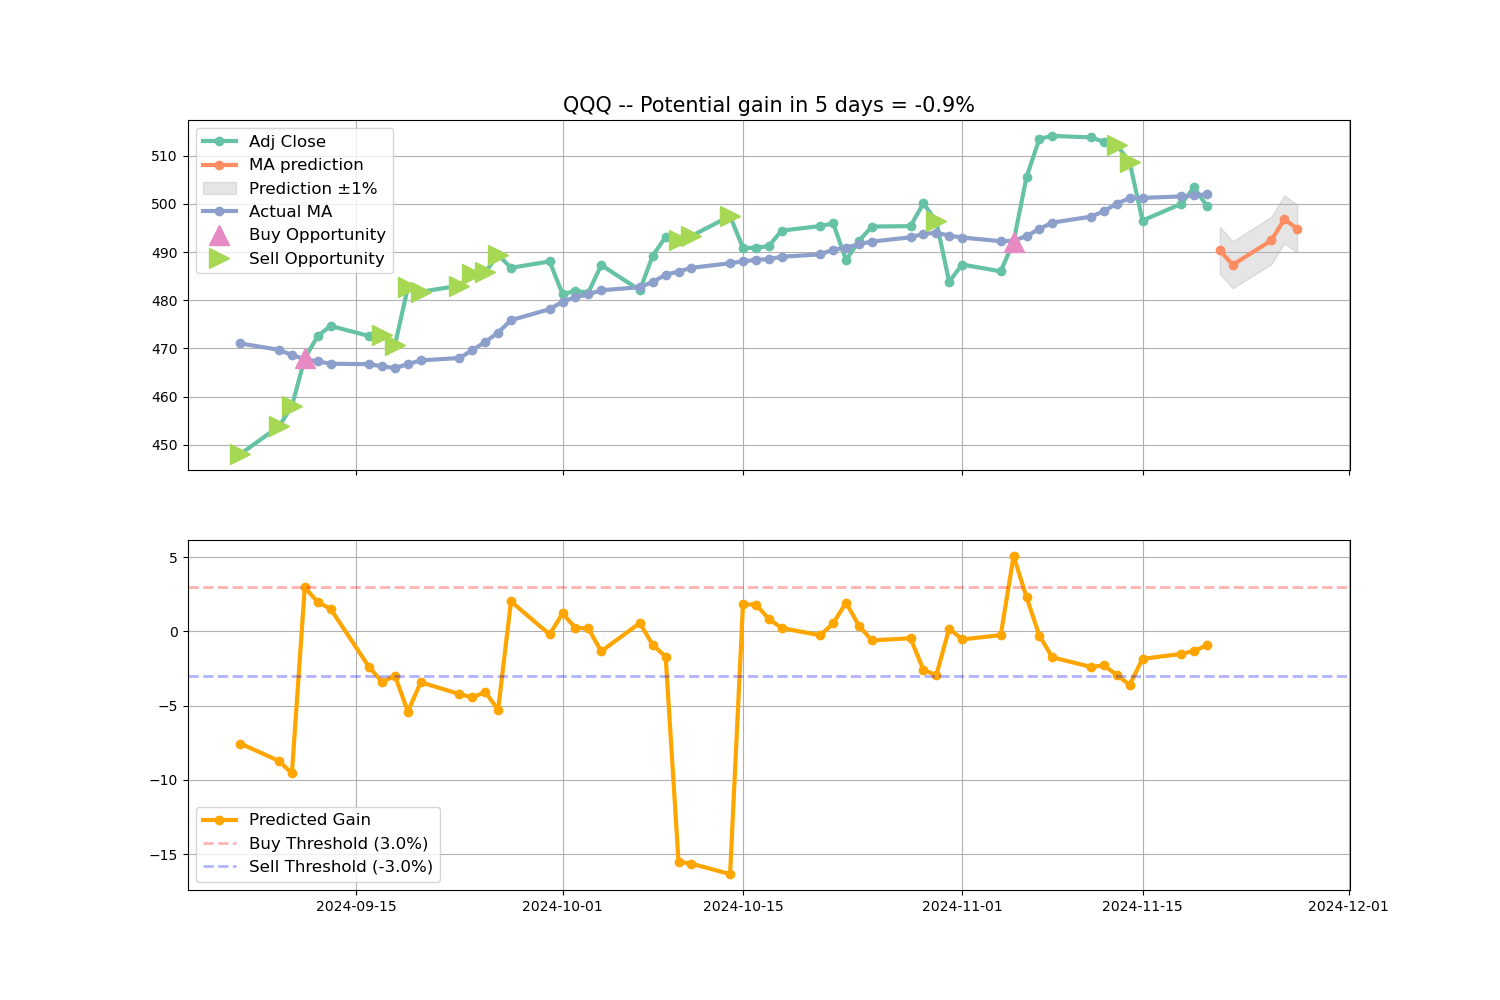 QQQ -- Potential gain in 5 days = -0.9%
Adj Close
MA prediction
Prediction ±1%
Actual MA
Buy Opportunity
Sell Opportunity
510
500
490
480
470
460
450
5
0
−5
−10
−15
Predicted Gain
Buy Threshold (3.0%)
Sell Threshold (-3.0%)
2024-09-15
2024-10-01
2024-10-15
2024-11-01
2024-11-15
2024-12-01